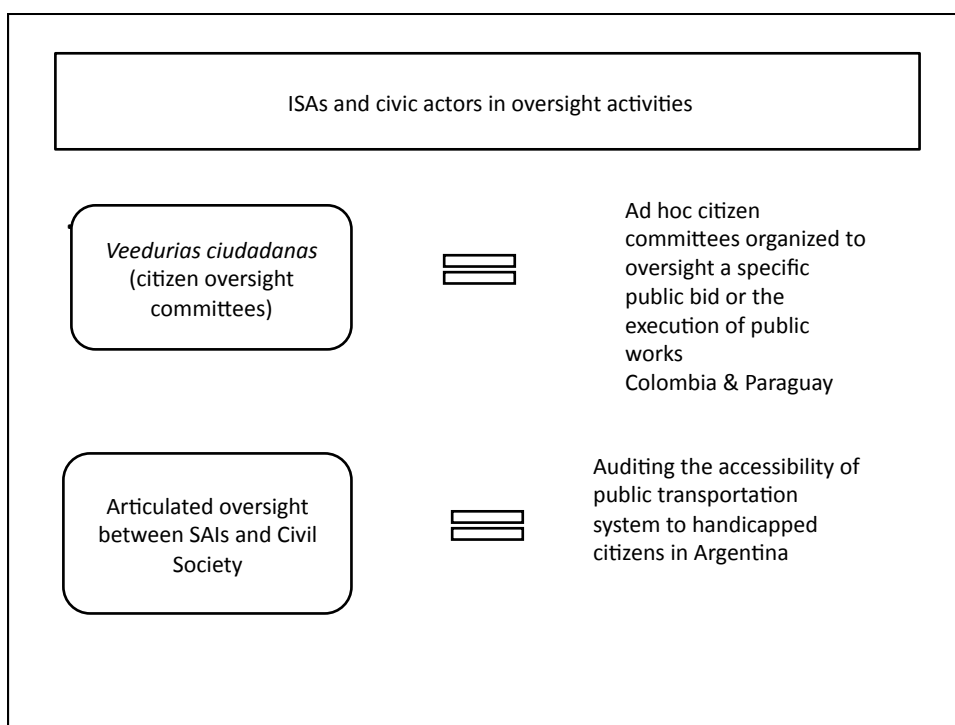 ISAs and civic actors in oversight activities
Veedurias ciudadanas
(citizen oversight
committees)
Ad hoc citizen
committees organized to
oversight a specific
public bid or the
execution of public
works
Colombia & Paraguay
Articulated oversight
between SAIs and Civil
Society
Auditing the accessibility of
public transportation
system to handicapped
citizens in Argentina